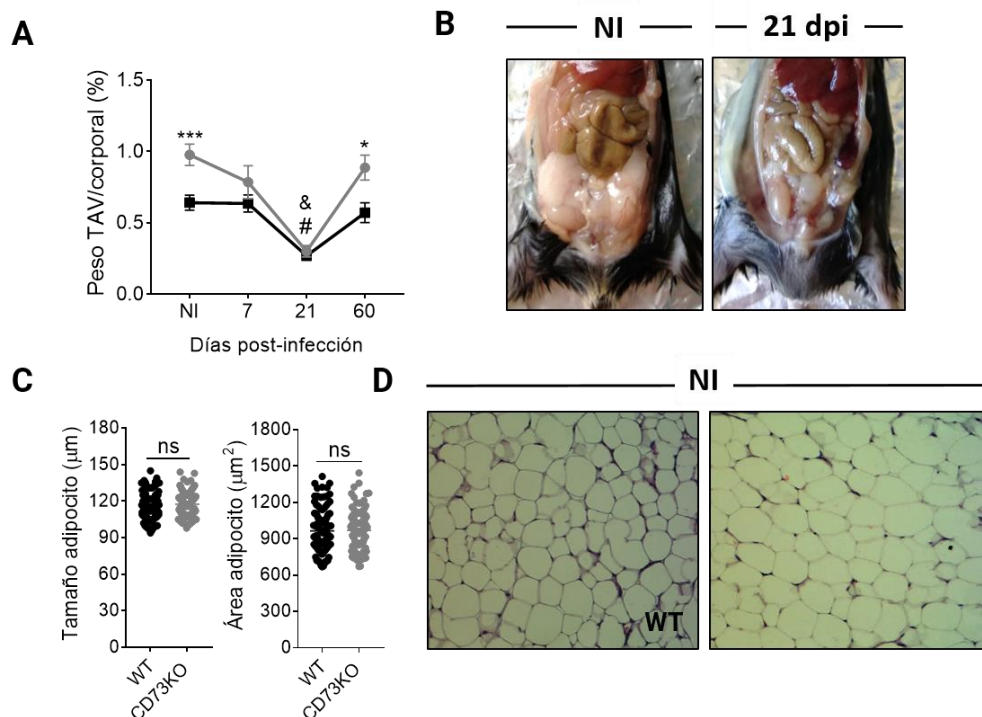 A
Peso TAV/corporal (%)
1.5
1.0
0.5
0.0
***
&
#
*
NI
7
21
60
Días post-infección
B
NI
21 dpi
C
Tamaño adipocito (µm)
180
150
120
90
60
30
0
ns
WT
CD73KO
Área adipocito (µm²)
1800
1500
1200
900
600
300
0
ns
WT
CD73KO
D
NI
WT